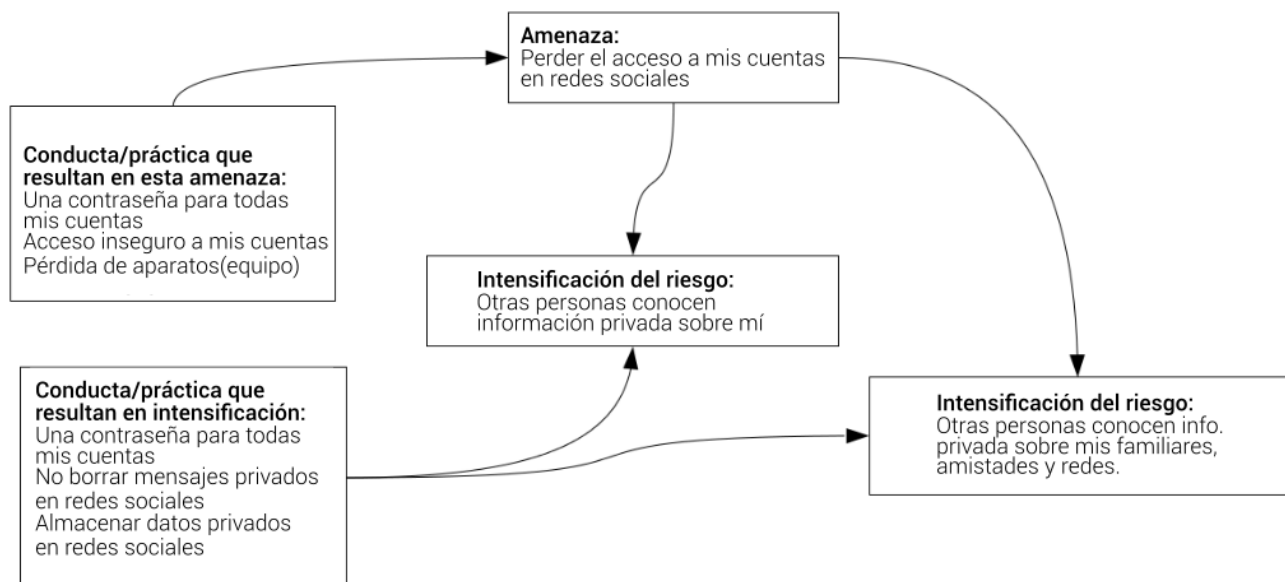 Amenaza:
Perder el acceso a mis cuentas
en redes sociales
Conducta/práctica que
resultan en esta amenaza:
Una contraseña para todas
mis cuentas
Acceso inseguro a mis cuentas
Pérdida de aparatos(equipo)
Intensificación del riesgo:
Otras personas conocen
información privada sobre mí
Conducta/práctica que
resultan en intensificación:
Una contraseña para todas
mis cuentas
No borrar mensajes privados
en redes sociales
Almacenar datos privados
en redes sociales
Intensificación del riesgo:
Otras personas conocen info.
privada sobre mis familiares,
amistades y redes.